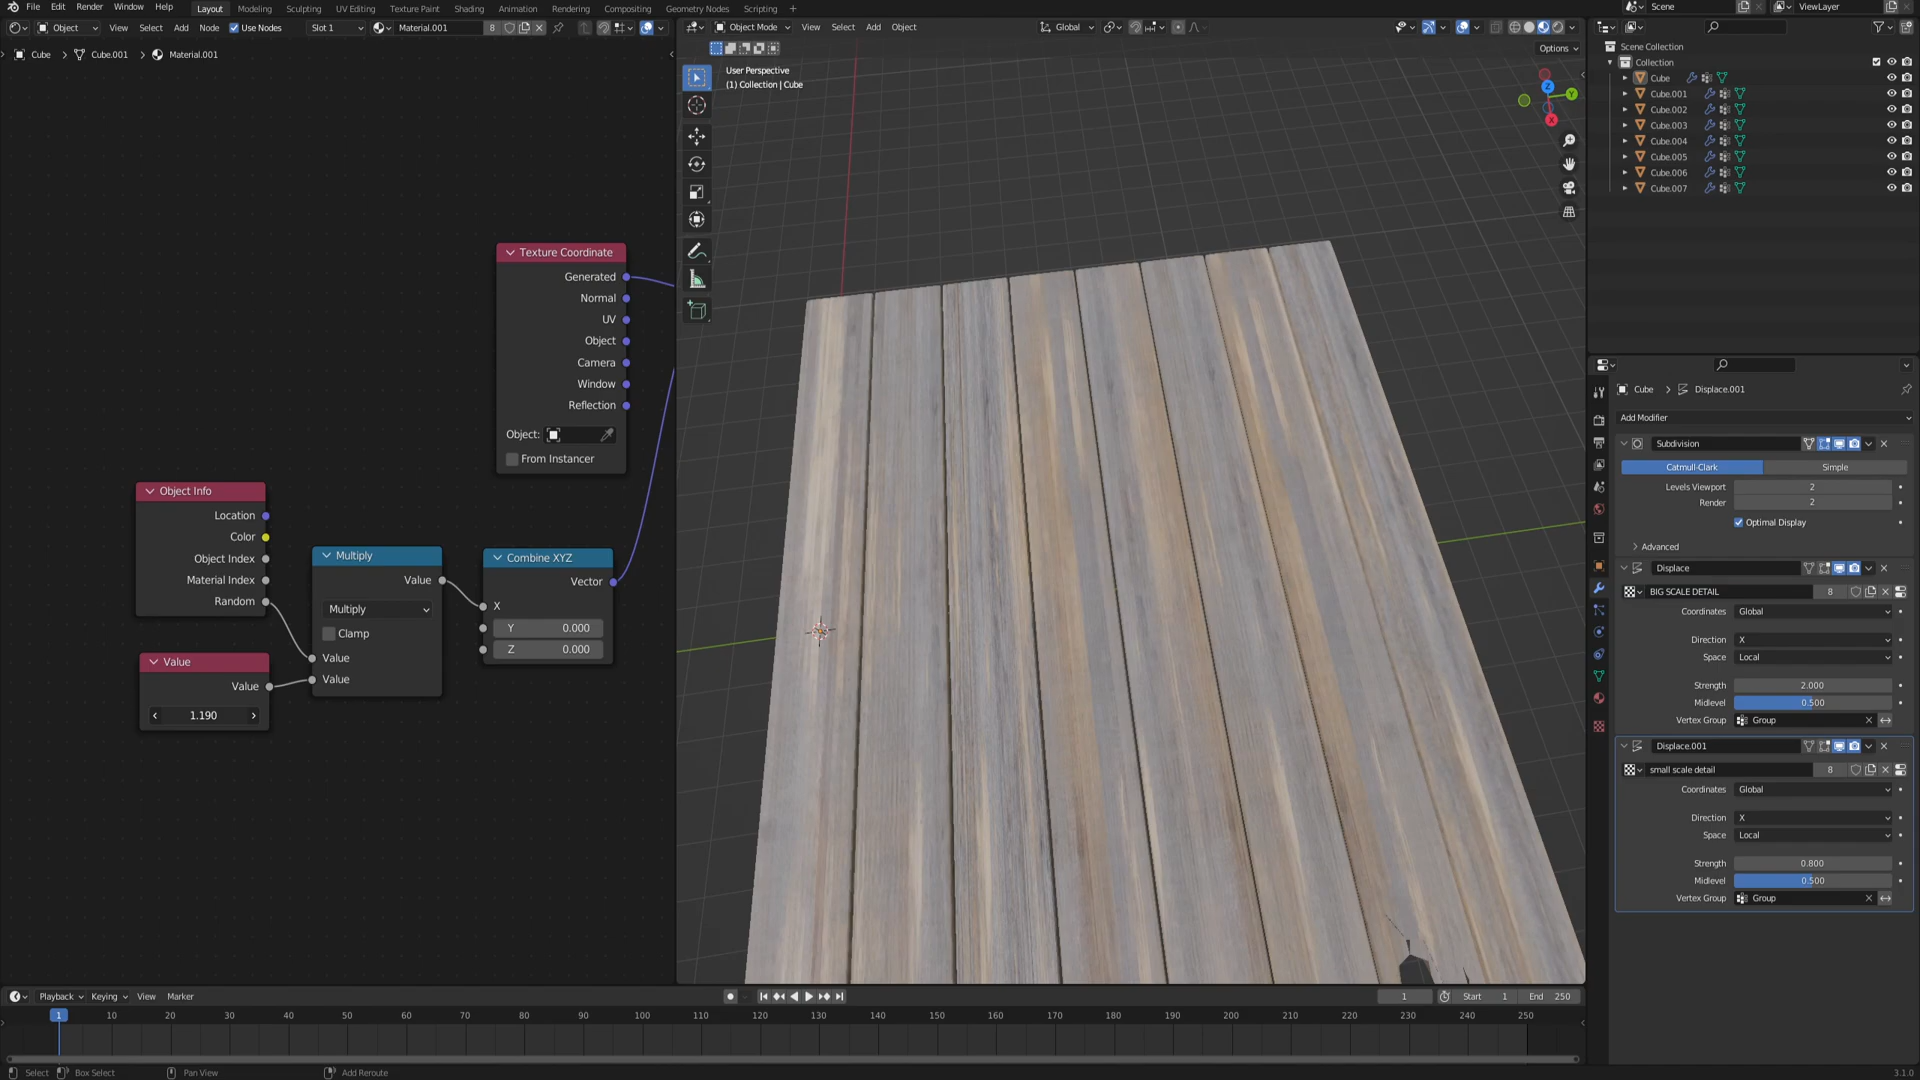 File Edit Render Window Help Layout Modeling Sculpting UV Editing Texture Paint Shading Animation Rendering Compositing Geometry Nodes Scripting + Scene ViewLayer
Object View Select Add Node Use Nodes Slot 1 Material.001 8
Object Mode View Select Add Object Global
Options
Cube > Cube.001 > Material.001
User Perspective
(1) Collection | Cube
Z
Y
X
Scene Collection
Collection
Cube
Cube.001
Cube.002
Cube.003
Cube.004
Cube.005
Cube.006
Cube.007
Texture Coordinate
Generated
Normal
UV
Object
Camera
Window
Reflection
Object:
From Instancer
Object Info
Location
Color
Object Index
Material Index
Random
Multiply
Value
Multiply
Clamp
Value
Value
Combine XYZ
Vector
X
Y 0.000
Z 0.000
Value
Value
1.190
Cube > Displace.001
Add Modifier
Subdivision
Catmull-Clark Simple
Levels Viewport 2
Render 2
Optimal Display
Advanced
Displace
BIG SCALE DETAIL 8
Coordinates Global
Direction X
Space Local
Strength 2.000
Midlevel 0.500
Vertex Group Group
Displace.001
small scale detail 8
Coordinates Global
Direction X
Space Local
Strength 0.800
Midlevel 0.500
Vertex Group Group
Playback Keying View Marker 1 Start 1 End 250
1 10 20 30 40 50 60 70 80 90 100 110 120 130 140 150 160 170 180 190 200 210 220 230 240 250
Select Box Select Pan View Add Reroute 3.1.0